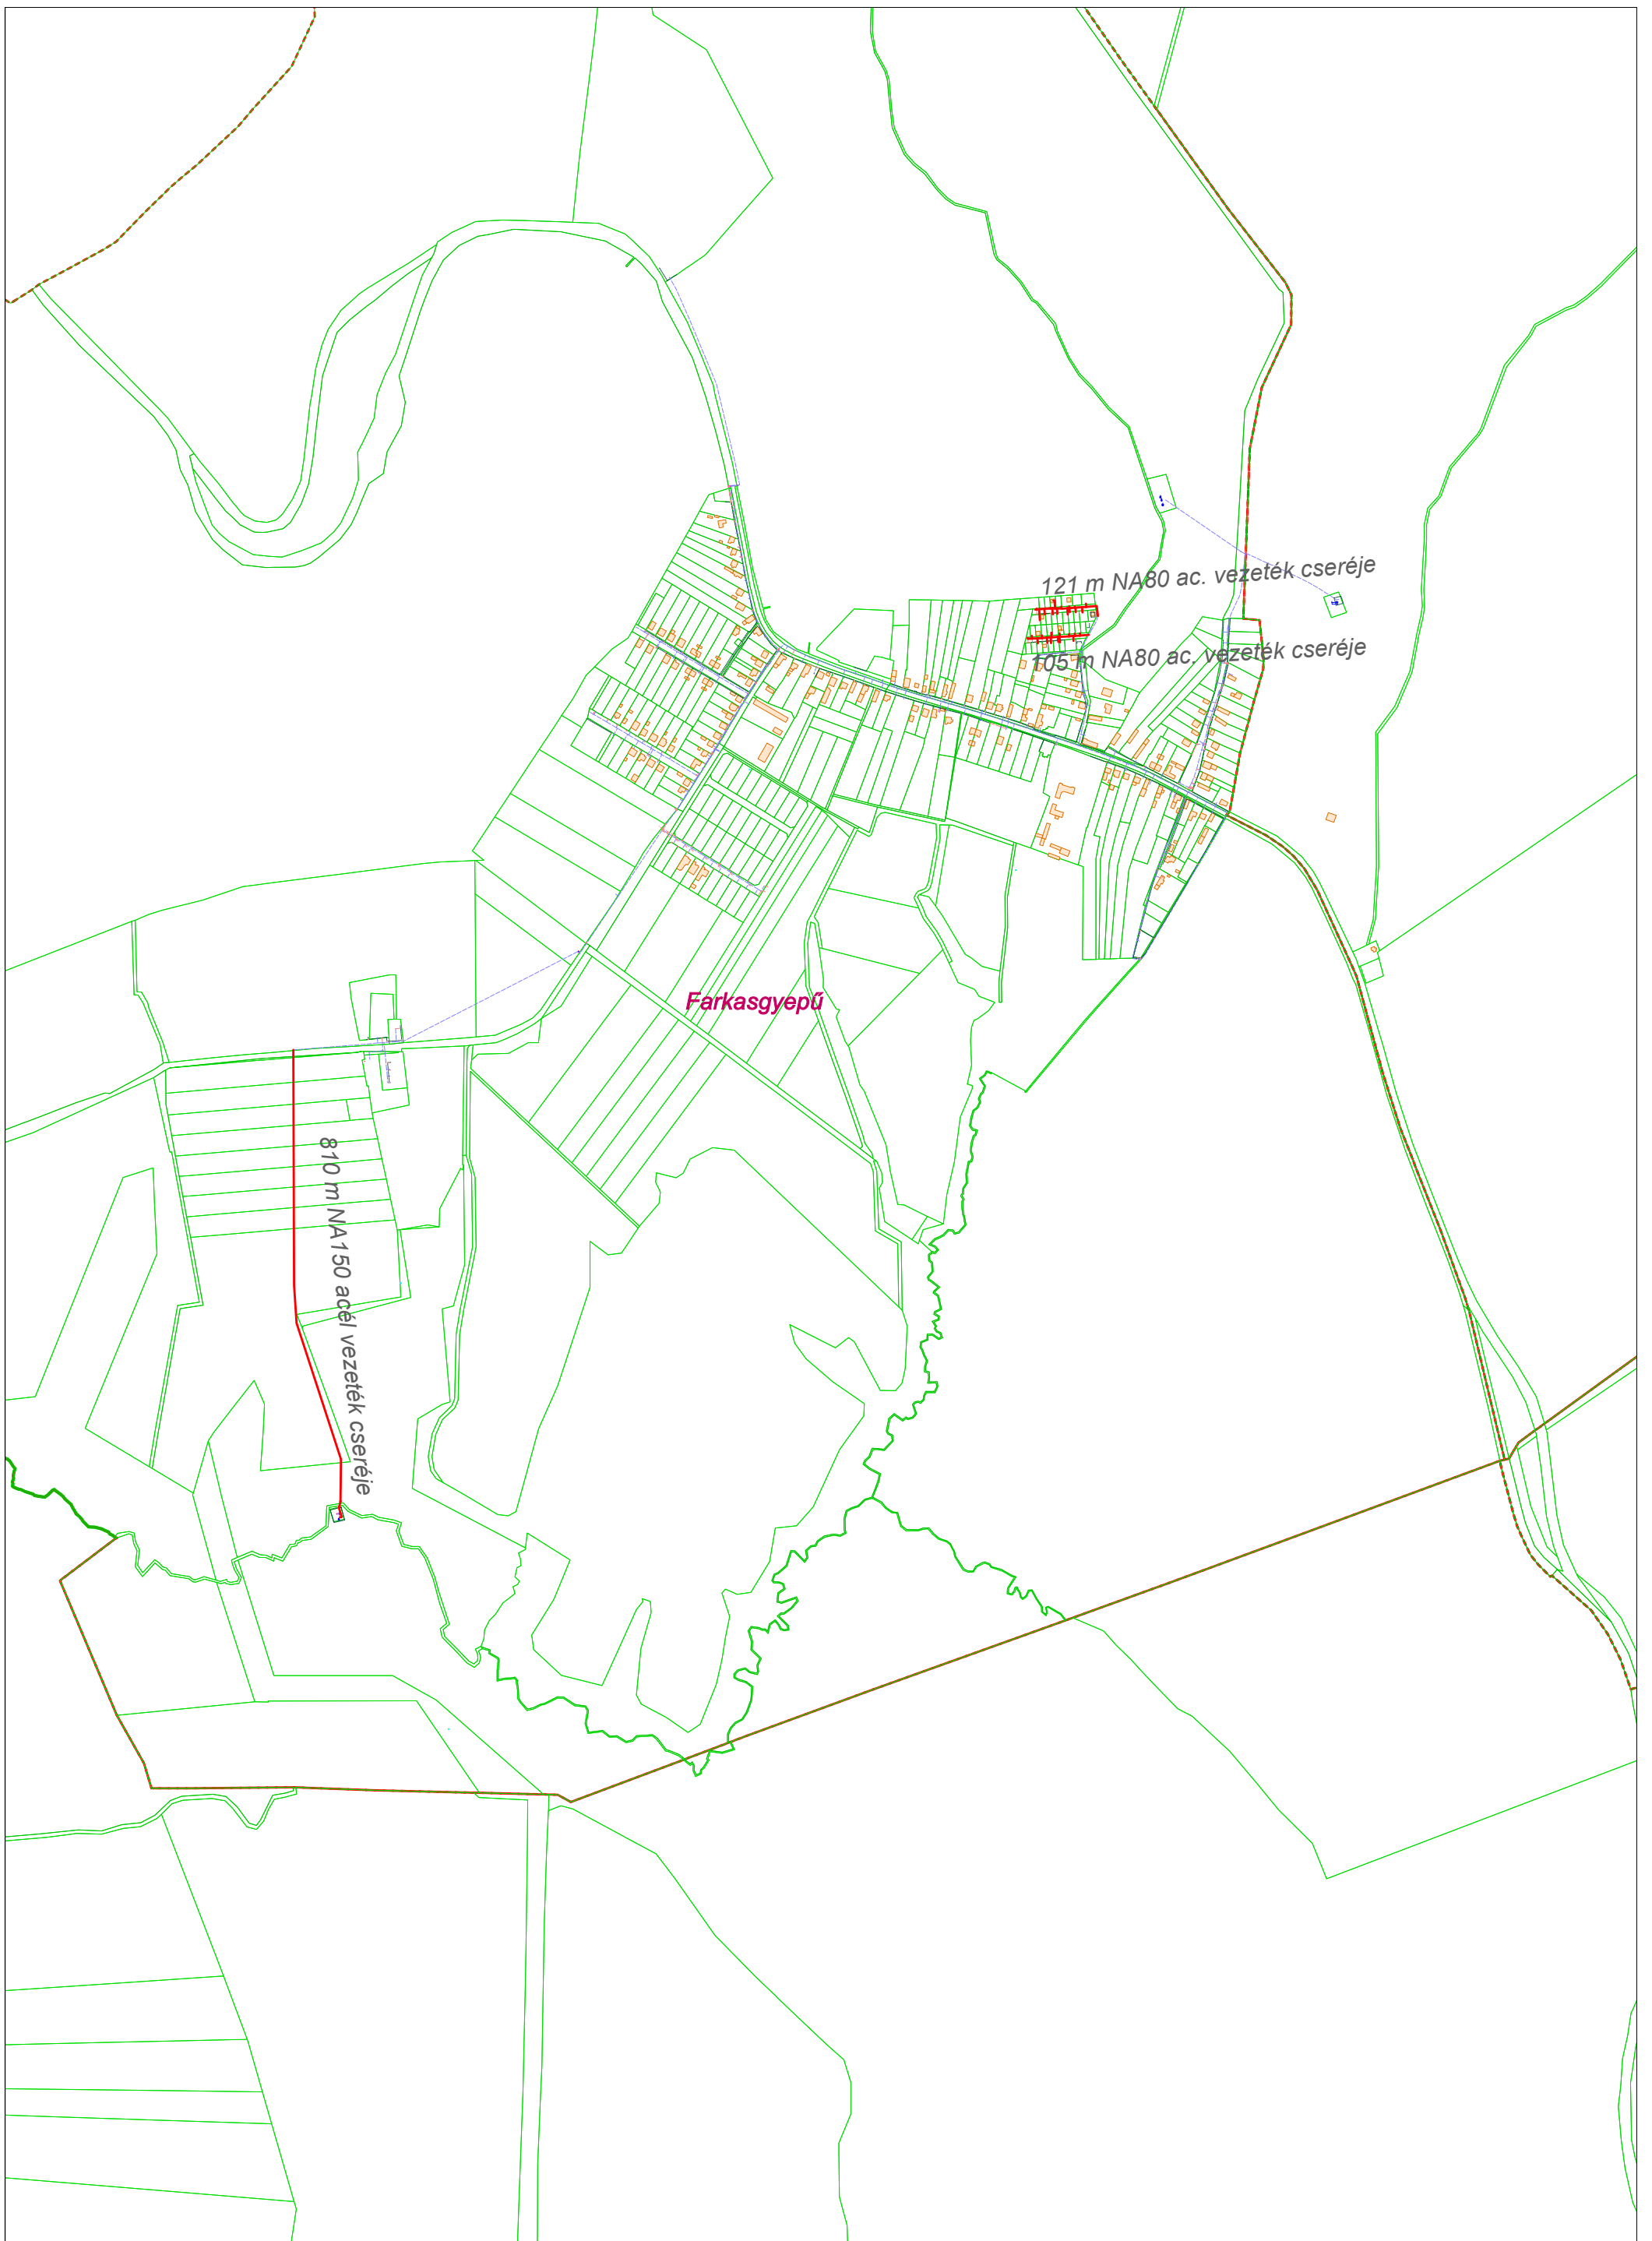 121 m NA80 ac. vezeték cseréje
105 m NA80 ac. vezeték cseréje
Farkasgyepű
810 m NA150 acél vezeték cseréje